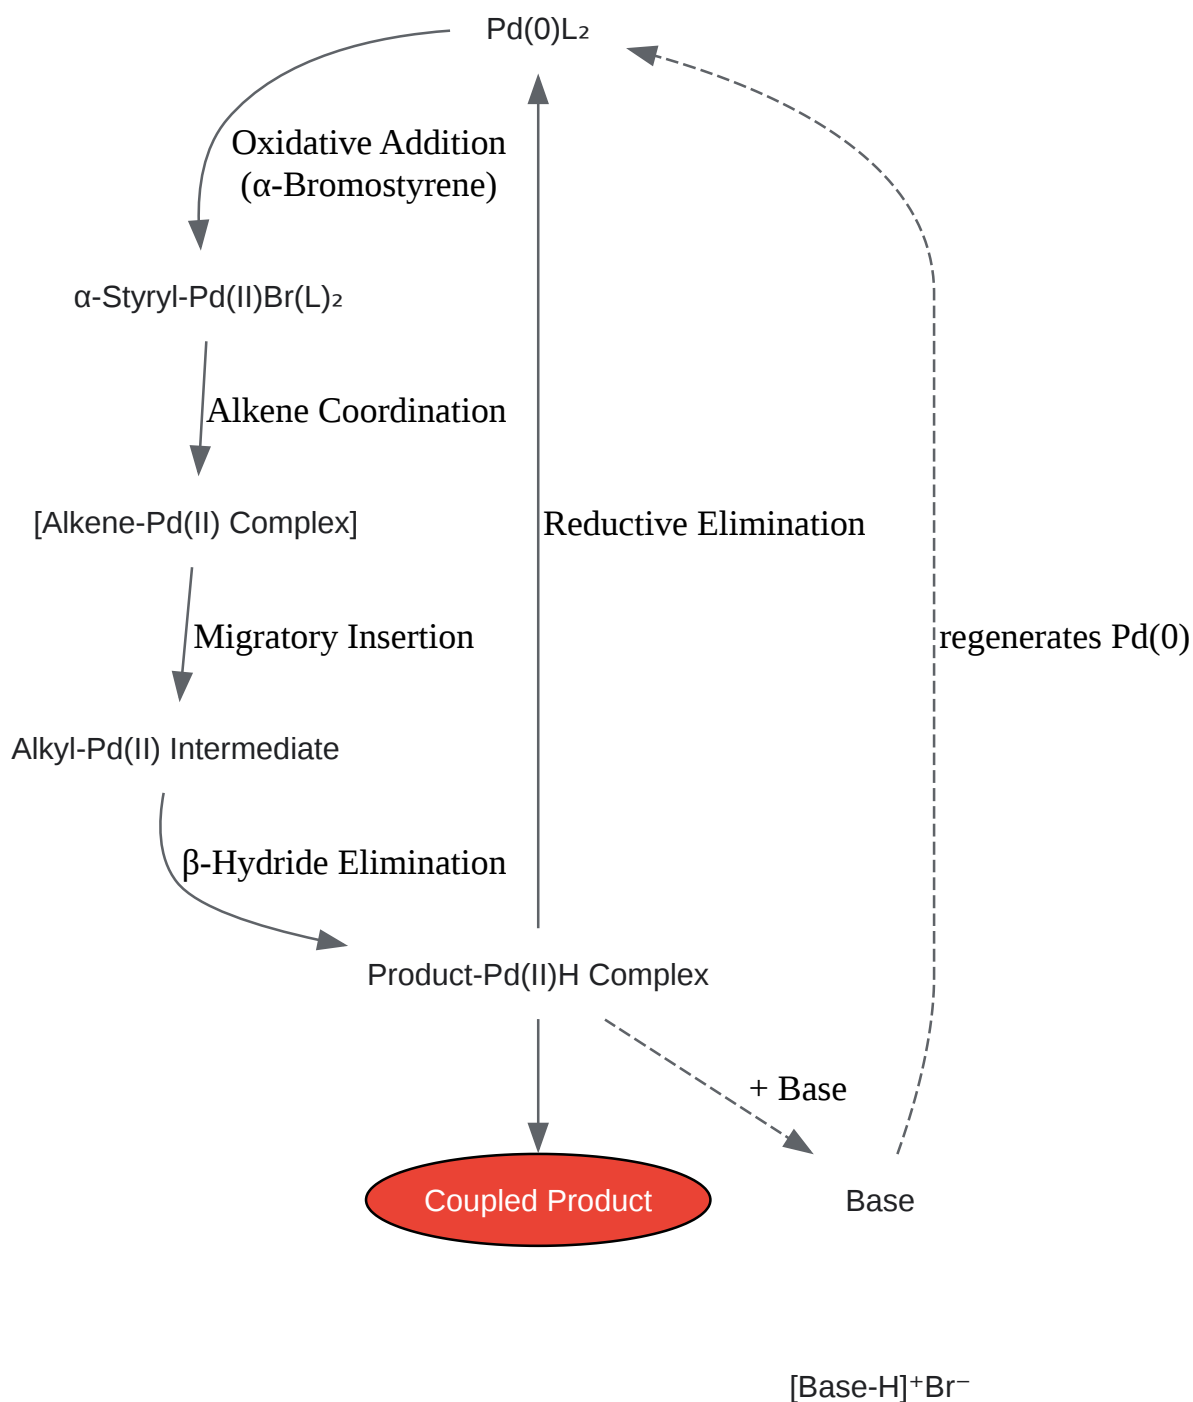 Pd(0)L₂
Oxidative Addition
(α-Bromostyrene)
α-Styryl-Pd(II)Br(L)₂
Alkene Coordination
[Alkene-Pd(II) Complex]
Reductive Elimination
Migratory Insertion
regenerates Pd(0)
Alkyl-Pd(II) Intermediate
β-Hydride Elimination
Product-Pd(II)H Complex
+ Base
Coupled Product
Base
[Base-H]⁺Br⁻